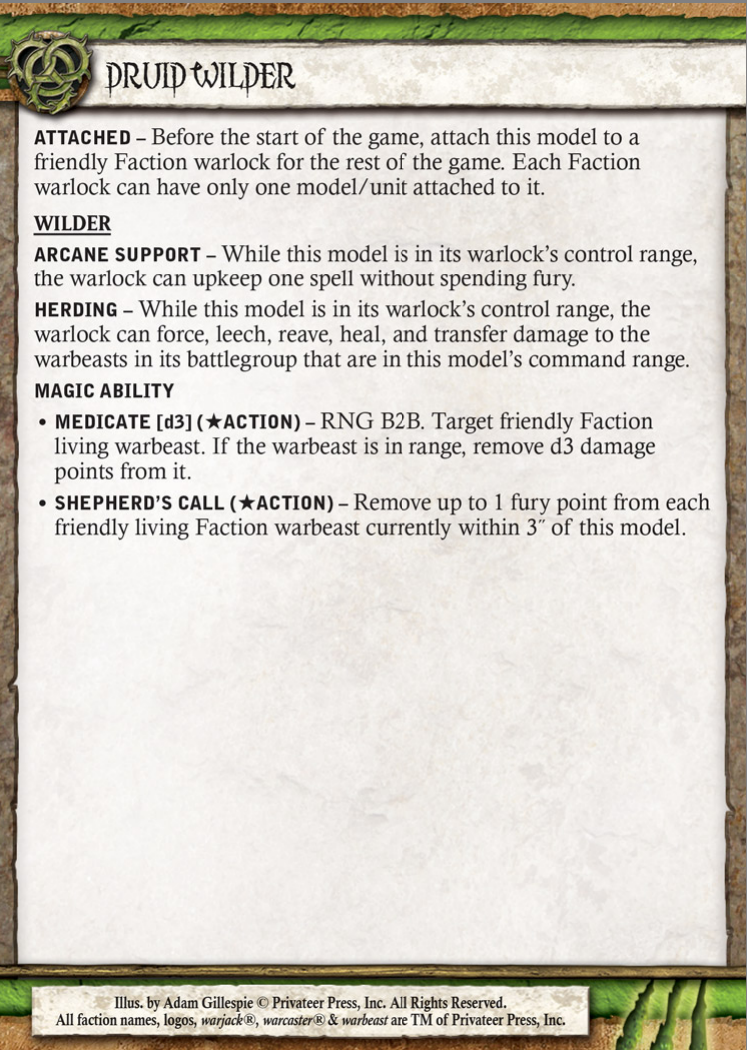 DRUID WILDER
ATTACHED – Before the start of the game, attach this model to a
friendly Faction warlock for the rest of the game. Each Faction
warlock can have only one model/unit attached to it.
WILDER
ARCANE SUPPORT – While this model is in its warlock's control range,
the warlock can upkeep one spell without spending fury.
HERDING – While this model is in its warlock's control range, the
warlock can force, leech, reave, heal, and transfer damage to the
warbeasts in its battlegroup that are in this model's command range.
MAGIC ABILITY
• MEDICATE [d3] (★ACTION) – RNG B2B. Target friendly Faction
living warbeast. If the warbeast is in range, remove d3 damage
points from it.
• SHEPHERD'S CALL (★ACTION) – Remove up to 1 fury point from each
friendly living Faction warbeast currently within 3˝ of this model.
Illus. by Adam Gillespie © Privateer Press, Inc. All Rights Reserved.
All faction names, logos, warjack®, warcaster® & warbeast are TM of Privateer Press, Inc.